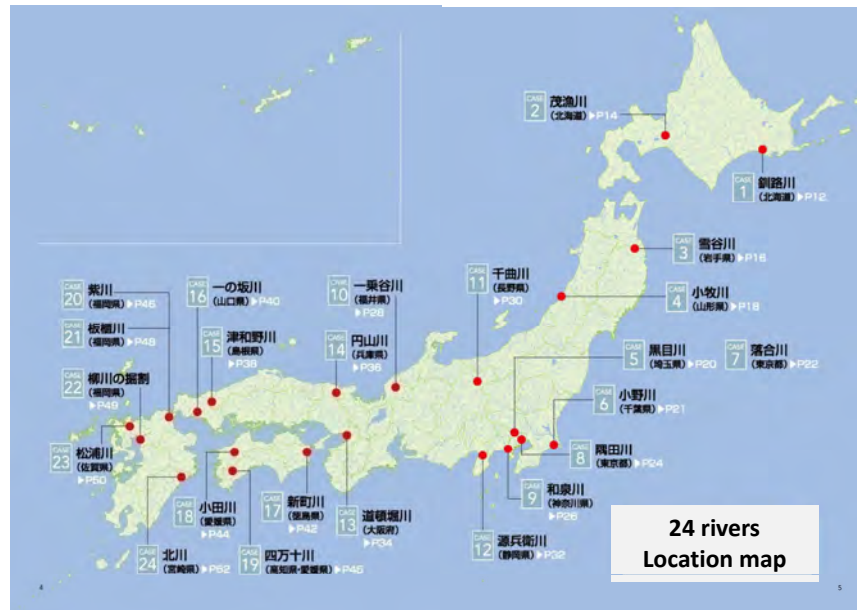 CASE
2
茂漁川
(北海道)▶P14
CASE
1
釧路川
(北海道)▶P12
CASE
3
雪谷川
(岩手県)▶P16
CASE
4
小牧川
(山形県)▶P18
CASE
5
黒目川
(埼玉県)▶P20
CASE
7
落合川
(東京都)▶P22
CASE
6
小野川
(千葉県)▶P21
CASE
8
隅田川
(東京都)▶P24
CASE
9
和泉川
(神奈川県)
▶P26
CASE
12
源兵衛川
(静岡県)▶P32
CASE
11
千曲川
(長野県)
▶P30
CASE
10
一乗谷川
(福井県)
▶P28
CASE
14
円山川
(兵庫県)
▶P36
CASE
16
一の坂川
(山口県)▶P40
CASE
15
津和野川
(島根県)
▶P38
CASE
20
紫川
(福岡県)▶P46
CASE
21
板櫃川
(福岡県)▶P48
CASE
22
柳川の掘割
(福岡県)
▶P49
CASE
23
松浦川
(佐賀県)
▶P50
CASE
24
北川
(宮崎県)▶P52
CASE
18
小田川
(愛媛県)
▶P44
CASE
19
四万十川
(高知県・愛媛県)▶P45
CASE
17
新町川
(徳島県)
▶P42
CASE
13
道頓堀川
(大阪府)
▶P34
24 rivers
Location map
4
5